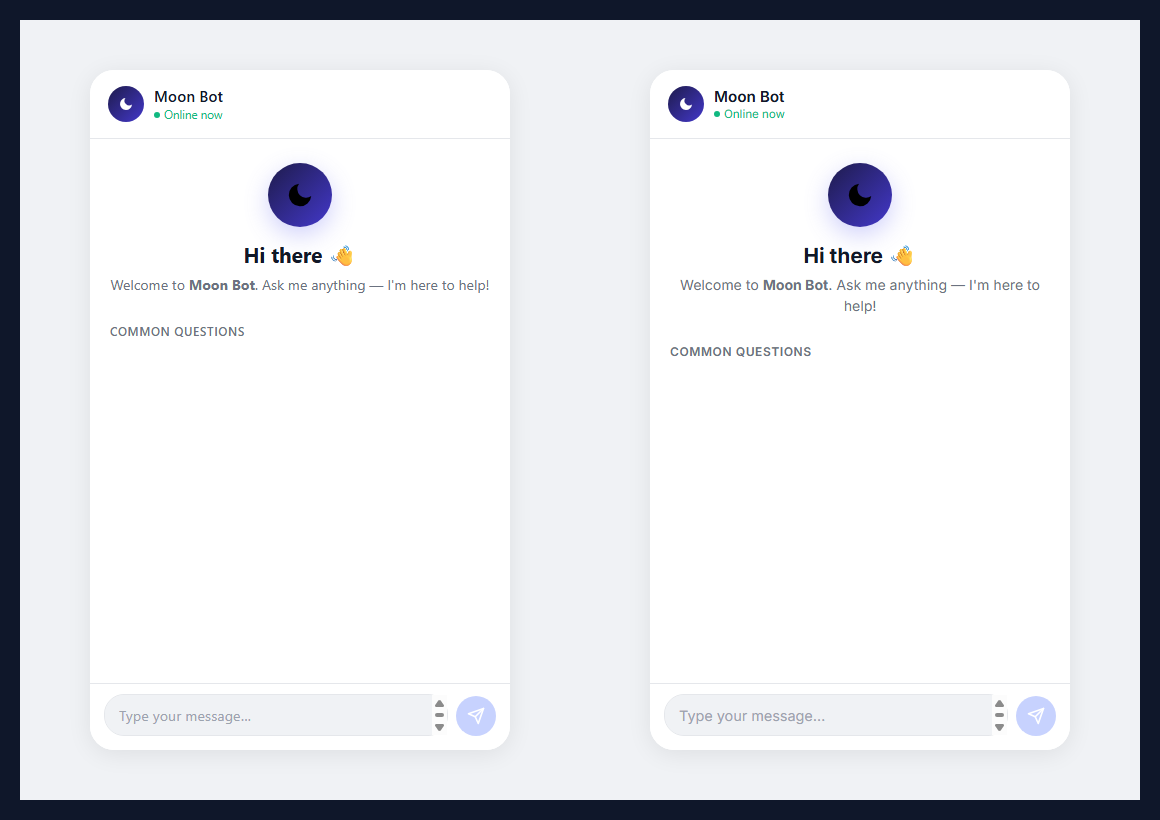 Moon Bot
Online now
Hi there 👋
Welcome to Moon Bot. Ask me anything — I'm here to help!
COMMON QUESTIONS
Type your message...
Moon Bot
Online now
Hi there 👋
Welcome to Moon Bot. Ask me anything — I'm here to
help!
COMMON QUESTIONS
Type your message...